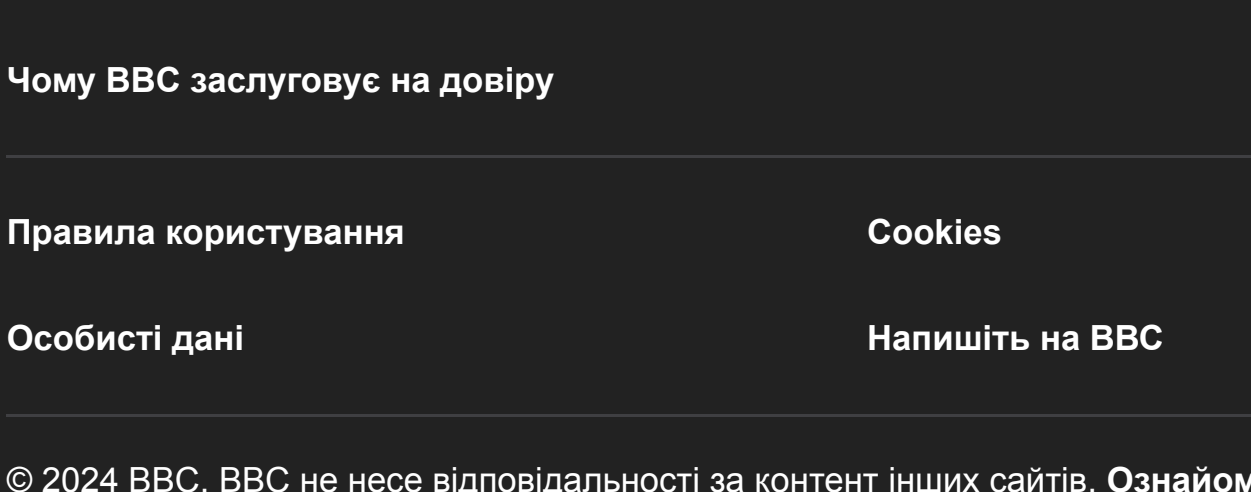 Чому BBC заслуговує на довіру
Правила користування
Cookies
Особисті дані
Напишіть на BBC
© 2024 BBC. BBC не несе відповідальності за контент інших сайтів.